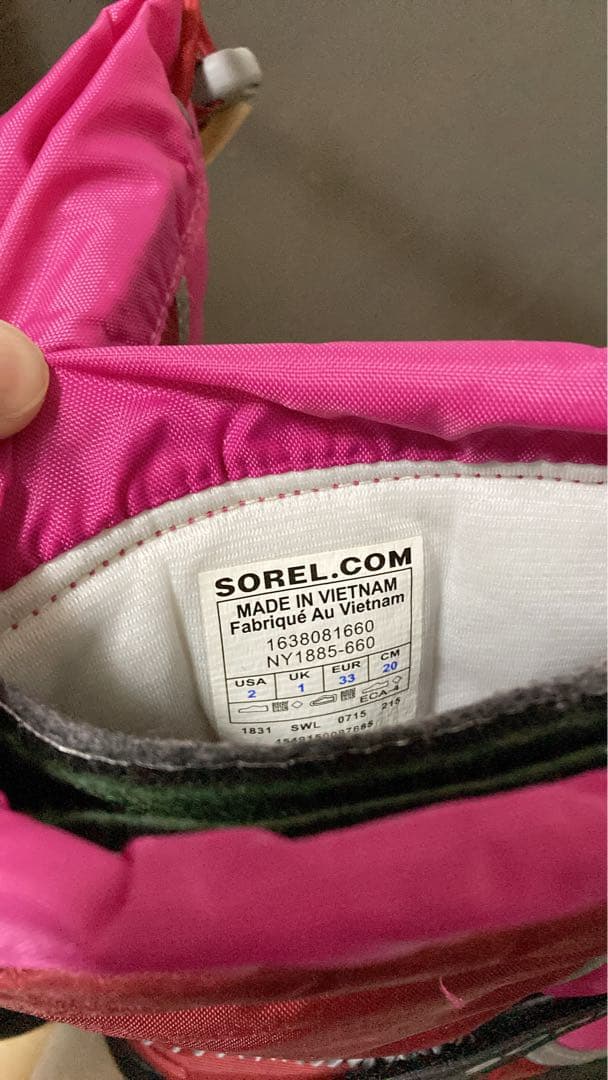 SOREL.COM
MADE IN VIETNAM
Fabriqué Au Vietnam
1638081660
NY1885-660
USA UK EUR CM
2 1 33 20
ECA-4
1831 SWL 0715 215